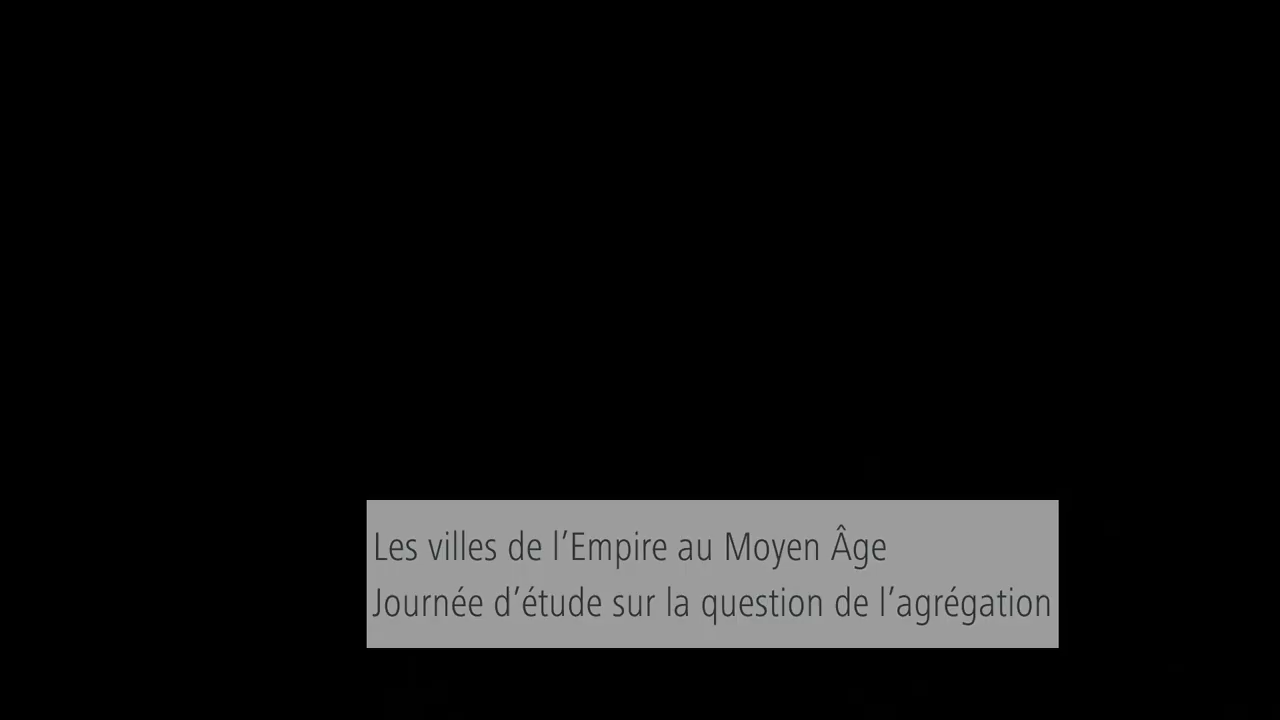 Les villes de l’Empire au Moyen Âge
Journée d’étude sur la question de l’agrégation